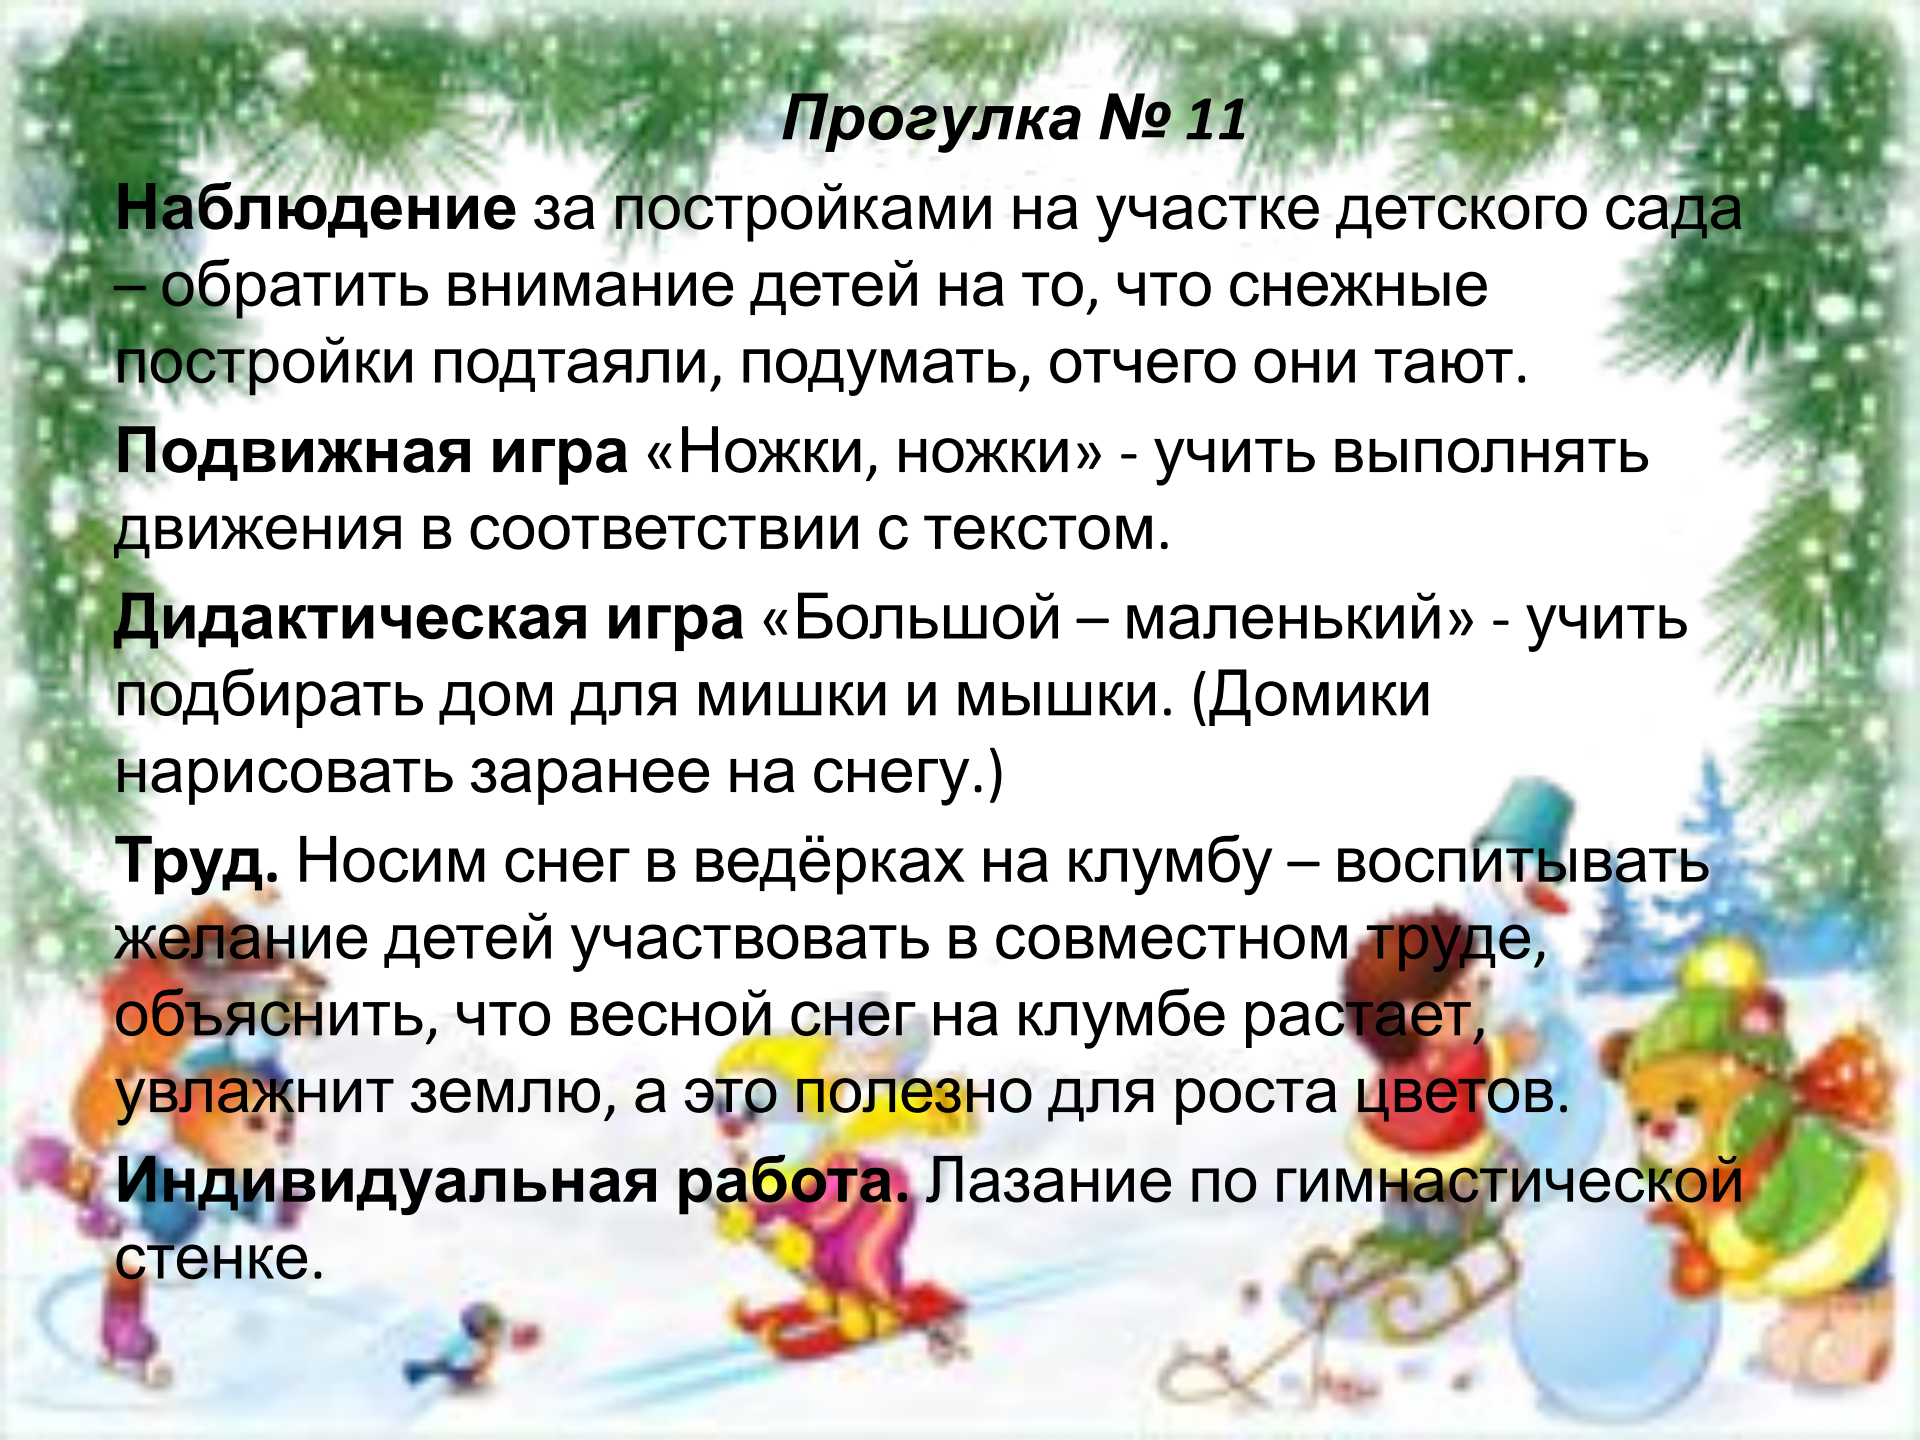 Прогулка № 11
Наблюдение за постройками на участке детского сада
– обратить внимание детей на то, что снежные
постройки подтаяли, подумать, отчего они тают.
Подвижная игра «Ножки, ножки» - учить выполнять
движения в соответствии с текстом.
Дидактическая игра «Большой – маленький» - учить
подбирать дом для мишки и мышки. (Домики
нарисовать заранее на снегу.)
Труд. Носим снег в ведёрках на клумбу – воспитывать
желание детей участвовать в совместном труде,
объяснить, что весной снег на клумбе растает,
увлажнит землю, а это полезно для роста цветов.
Индивидуальная работа. Лазание по гимнастической
стенке.